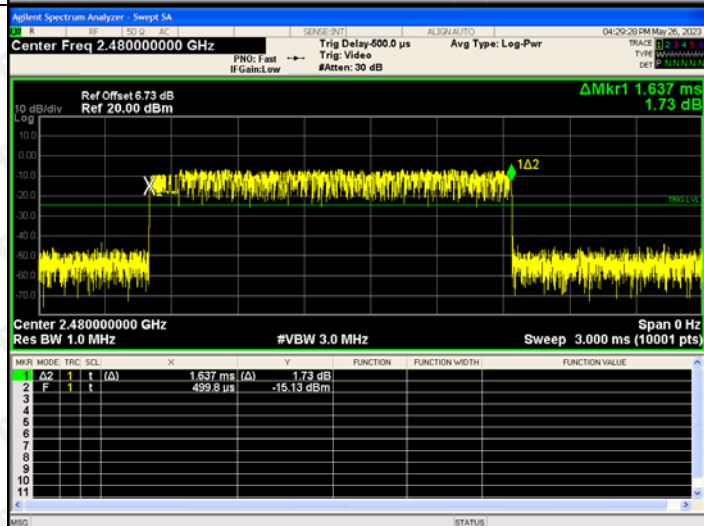 Agilent Spectrum Analyzer - Swept SA
R RF 50 Ω AC SENSE:INT ALIGN AUTO 04:29:20 PM May 26, 2023
Center Freq 2.480000000 GHz
PNO: Fast
IFGain:Low
Trig Delay-500.0 µs
Trig: Video
#Atten: 30 dB
Avg Type: Log-Pwr
TRACE 1 2 3 4 5 6
TYPE
DET P N N N N N
ΔMkr1 1.637 ms
1.73 dB
Ref Offset 6.73 dB
Ref 20.00 dBm
10 dB/div
Log
10.0
0.00
-10.0
-20.0
-30.0
-40.0
-50.0
-60.0
-70.0
X
1Δ2
TRIG LVL
Center 2.480000000 GHz
Span 0 Hz
Res BW 1.0 MHz
#VBW 3.0 MHz
Sweep 3.000 ms (10001 pts)
MKR MODE TRC SCL X Y FUNCTION FUNCTION WIDTH FUNCTION VALUE
1 Δ2 1 t (Δ) 1.637 ms (Δ) 1.73 dB
2 F 1 t 499.8 µs -15.13 dBm
3
4
5
6
7
8
9
10
11
MSG STATUS